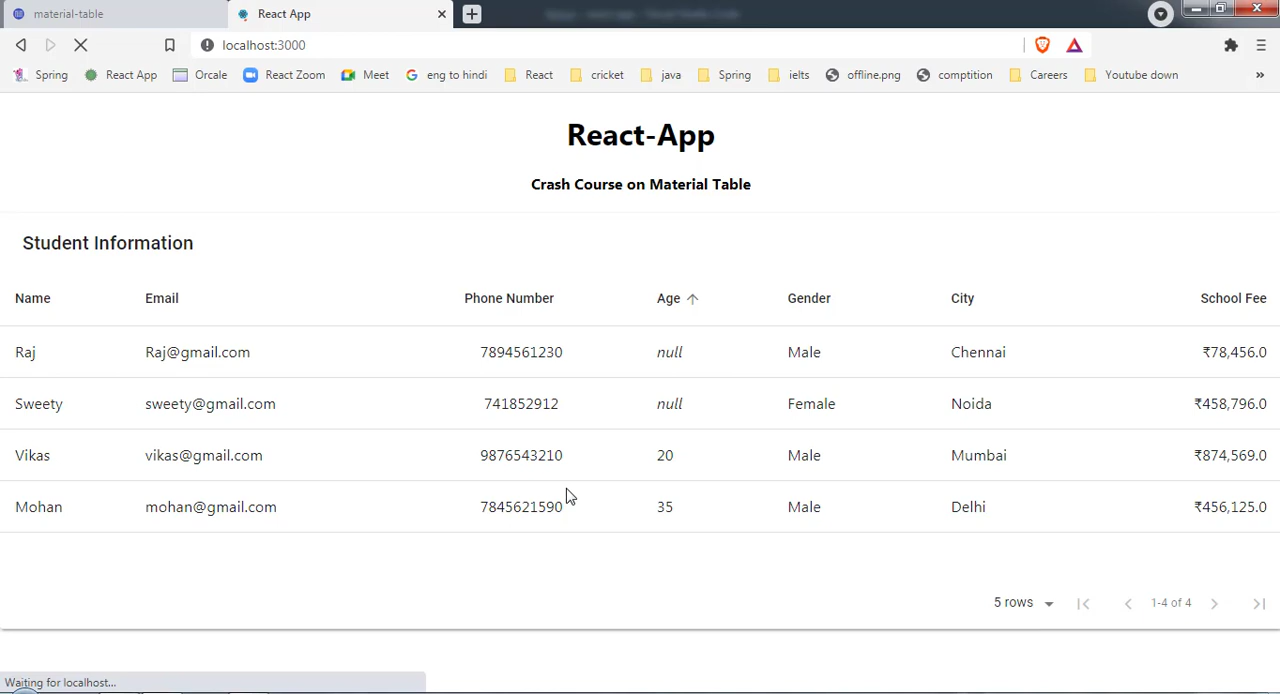 material-table
React App
localhost:3000
Spring React App Orcale React Zoom Meet eng to hindi React cricket java Spring ielts offline.png comptition Careers Youtube down »
React-App
Crash Course on Material Table
Student Information
Name Email Phone Number Age Gender City School Fee
Raj Raj@gmail.com 7894561230 null Male Chennai ₹78,456.0
Sweety sweety@gmail.com 741852912 null Female Noida ₹458,796.0
Vikas vikas@gmail.com 9876543210 20 Male Mumbai ₹874,569.0
Mohan mohan@gmail.com 7845621590 35 Male Delhi ₹456,125.0
5 rows 1-4 of 4
Waiting for localhost...